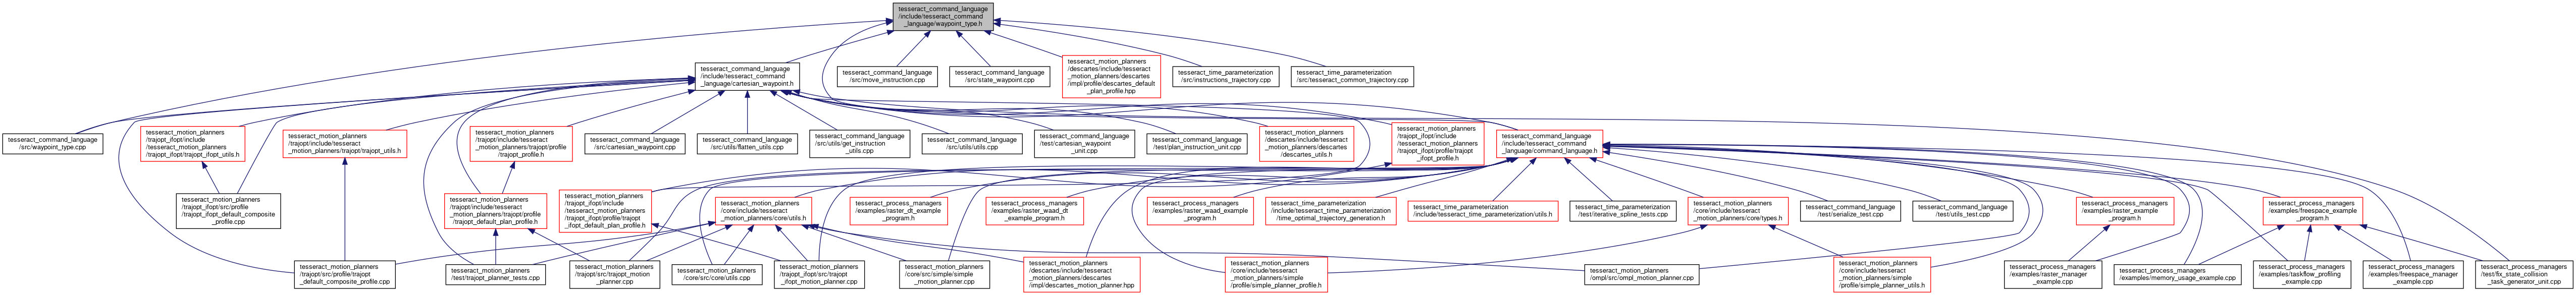 tesseract_command_language
/include/tesseract_command
_language/waypoint_type.h
tesseract_command_language
/include/tesseract_command
_language/cartesian_waypoint.h
tesseract_command_language
/src/move_instruction.cpp
tesseract_command_language
/src/state_waypoint.cpp
tesseract_motion_planners
/descartes/include/tesseract
_motion_planners/descartes
/impl/profile/descartes_default
_plan_profile.hpp
tesseract_time_parameterization
/src/instructions_trajectory.cpp
tesseract_time_parameterization
/src/tesseract_common_trajectory.cpp
tesseract_command_language
/src/waypoint_type.cpp
tesseract_motion_planners
/trajopt_ifopt/include
/tesseract_motion_planners
/trajopt_ifopt/trajopt_ifopt_utils.h
tesseract_motion_planners
/trajopt/include/tesseract
_motion_planners/trajopt/trajopt_utils.h
tesseract_motion_planners
/trajopt/include/tesseract
_motion_planners/trajopt/profile
/trajopt_profile.h
tesseract_command_language
/src/cartesian_waypoint.cpp
tesseract_command_language
/src/utils/flatten_utils.cpp
tesseract_command_language
/src/utils/get_instruction
_utils.cpp
tesseract_command_language
/src/utils/utils.cpp
tesseract_command_language
/test/cartesian_waypoint
_unit.cpp
tesseract_command_language
/test/plan_instruction_unit.cpp
tesseract_motion_planners
/descartes/include/tesseract
_motion_planners/descartes
/descartes_utils.h
tesseract_motion_planners
/trajopt_ifopt/include
/tesseract_motion_planners
/trajopt_ifopt/profile/trajopt
_ifopt_profile.h
tesseract_command_language
/include/tesseract_command
_language/command_language.h
tesseract_motion_planners
/trajopt_ifopt/src/profile
/trajopt_ifopt_default_composite
_profile.cpp
tesseract_motion_planners
/trajopt/include/tesseract
_motion_planners/trajopt/profile
/trajopt_default_plan_profile.h
tesseract_motion_planners
/trajopt_ifopt/include
/tesseract_motion_planners
/trajopt_ifopt/profile/trajopt
_ifopt_default_plan_profile.h
tesseract_motion_planners
/core/include/tesseract
_motion_planners/core/utils.h
tesseract_process_managers
/examples/raster_dt_example
_program.h
tesseract_process_managers
/examples/raster_waad_dt
_example_program.h
tesseract_process_managers
/examples/raster_waad_example
_program.h
tesseract_time_parameterization
/include/tesseract_time_parameterization
/time_optimal_trajectory_generation.h
tesseract_time_parameterization
/include/tesseract_time_parameterization/utils.h
tesseract_time_parameterization
/test/iterative_spline_tests.cpp
tesseract_motion_planners
/core/include/tesseract
_motion_planners/core/types.h
tesseract_command_language
/test/serialize_test.cpp
tesseract_command_language
/test/utils_test.cpp
tesseract_process_managers
/examples/raster_example
_program.h
tesseract_process_managers
/examples/freespace_example
_program.h
tesseract_motion_planners
/trajopt/src/profile/trajopt
_default_composite_profile.cpp
tesseract_motion_planners
/test/trajopt_planner_tests.cpp
tesseract_motion_planners
/trajopt/src/trajopt_motion
_planner.cpp
tesseract_motion_planners
/core/src/core/utils.cpp
tesseract_motion_planners
/trajopt_ifopt/src/trajopt
_ifopt_motion_planner.cpp
tesseract_motion_planners
/core/src/simple/simple
_motion_planner.cpp
tesseract_motion_planners
/descartes/include/tesseract
_motion_planners/descartes
/impl/descartes_motion_planner.hpp
tesseract_motion_planners
/core/include/tesseract
_motion_planners/simple
/profile/simple_planner_profile.h
tesseract_motion_planners
/ompl/src/ompl_motion_planner.cpp
tesseract_motion_planners
/core/include/tesseract
_motion_planners/simple
/profile/simple_planner_utils.h
tesseract_process_managers
/examples/raster_manager
_example.cpp
tesseract_process_managers
/examples/memory_usage_example.cpp
tesseract_process_managers
/examples/taskflow_profiling
_example.cpp
tesseract_process_managers
/examples/freespace_manager
_example.cpp
tesseract_process_managers
/test/fix_state_collision
_task_generator_unit.cpp